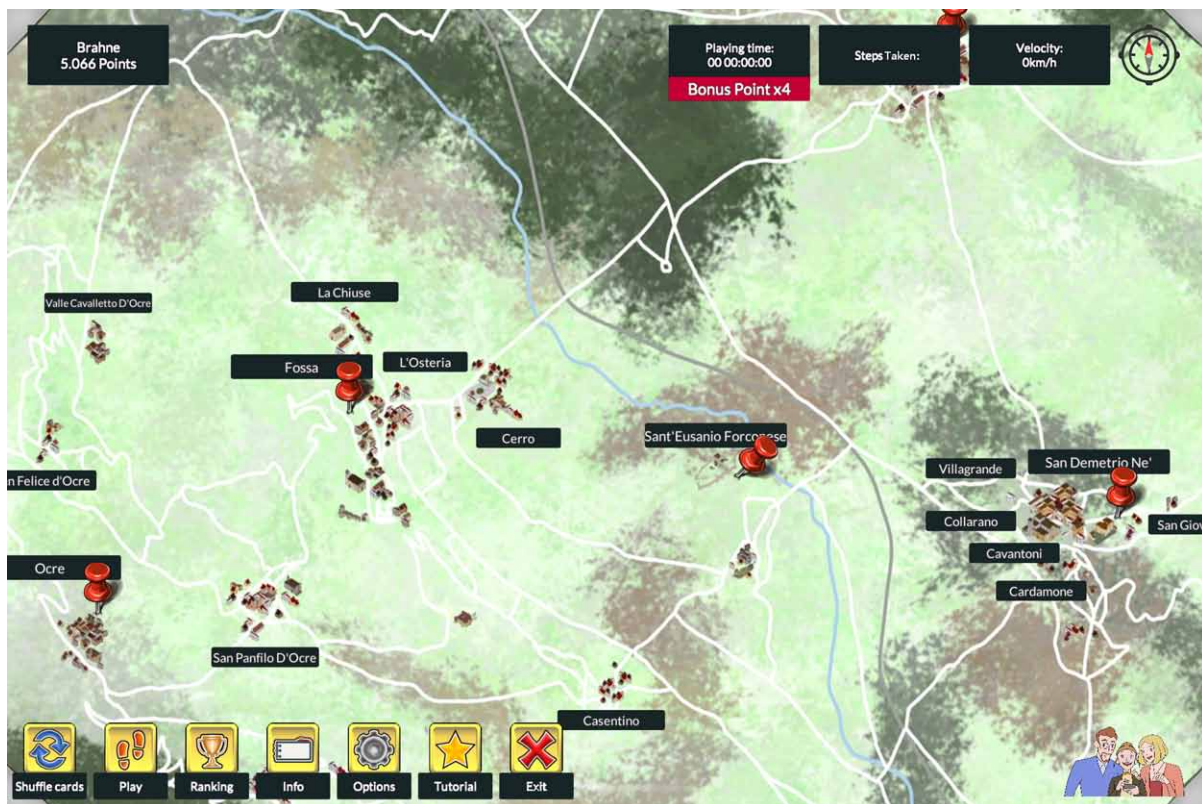 Brahne
5.066 Points
Playing time:
00 00:00:00
Bonus Point x4
Steps Taken:
Velocity:
0km/h
La Chiuse
Valle Cavalletto D'Ocre
Fossa
L'Osteria
Cerro
Sant'Eusanio Forconese
Villagrande
San Demetrio Ne'
n Felice d'Ocre
Collarano
San Giov
Cavantoni
Ocre
Cardamone
San Panfilo D'Ocre
Casentino
Shuffle cards
Play
Ranking
Info
Options
Tutorial
Exit